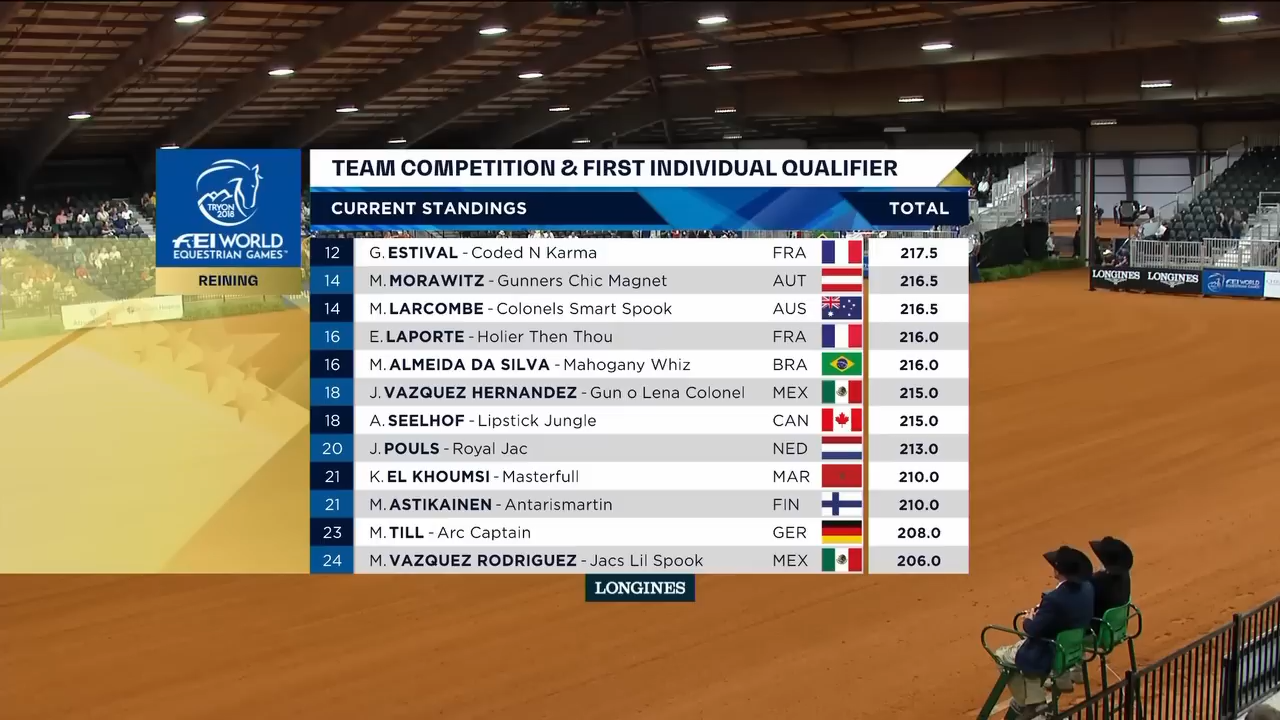 TEAM COMPETITION & FIRST INDIVIDUAL QUALIFIER
CURRENT STANDINGS TOTAL
TRYON
2018
FEI WORLD
EQUESTRIAN GAMES™
REINING
12 G. ESTIVAL - Coded N Karma FRA 217.5
14 M. MORAWITZ - Gunners Chic Magnet AUT 216.5
14 M. LARCOMBE - Colonels Smart Spook AUS 216.5
16 E. LAPORTE - Holier Then Thou FRA 216.0
16 M. ALMEIDA DA SILVA - Mahogany Whiz BRA 216.0
18 J. VAZQUEZ HERNANDEZ - Gun o Lena Colonel MEX 215.0
18 A. SEELHOF - Lipstick Jungle CAN 215.0
20 J. POULS - Royal Jac NED 213.0
21 K. EL KHOUMSI - Masterfull MAR 210.0
21 M. ASTIKAINEN - Antarismartin FIN 210.0
23 M. TILL - Arc Captain GER 208.0
24 M. VAZQUEZ RODRIGUEZ - Jacs Lil Spook MEX 206.0
LONGINES
LONGINES LONGINES